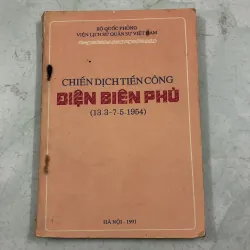 BỘ QUỐC PHÒNG
VIỆN LỊCH SỬ QUÂN SỰ VIỆT NAM
CHIẾN DỊCH TIẾN CÔNG
ĐIỆN BIÊN PHỦ
(13.3-7.5.1954)
HÀ NỘI - 1991